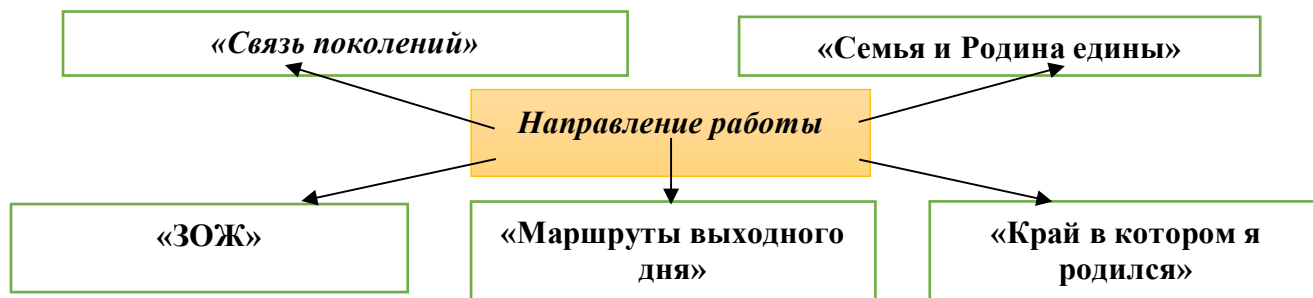 «Связь поколений»
«Семья и Родина едины»
Направление работы
«ЗОЖ»
«Маршруты выходного
дня»
«Край в котором я
родился»